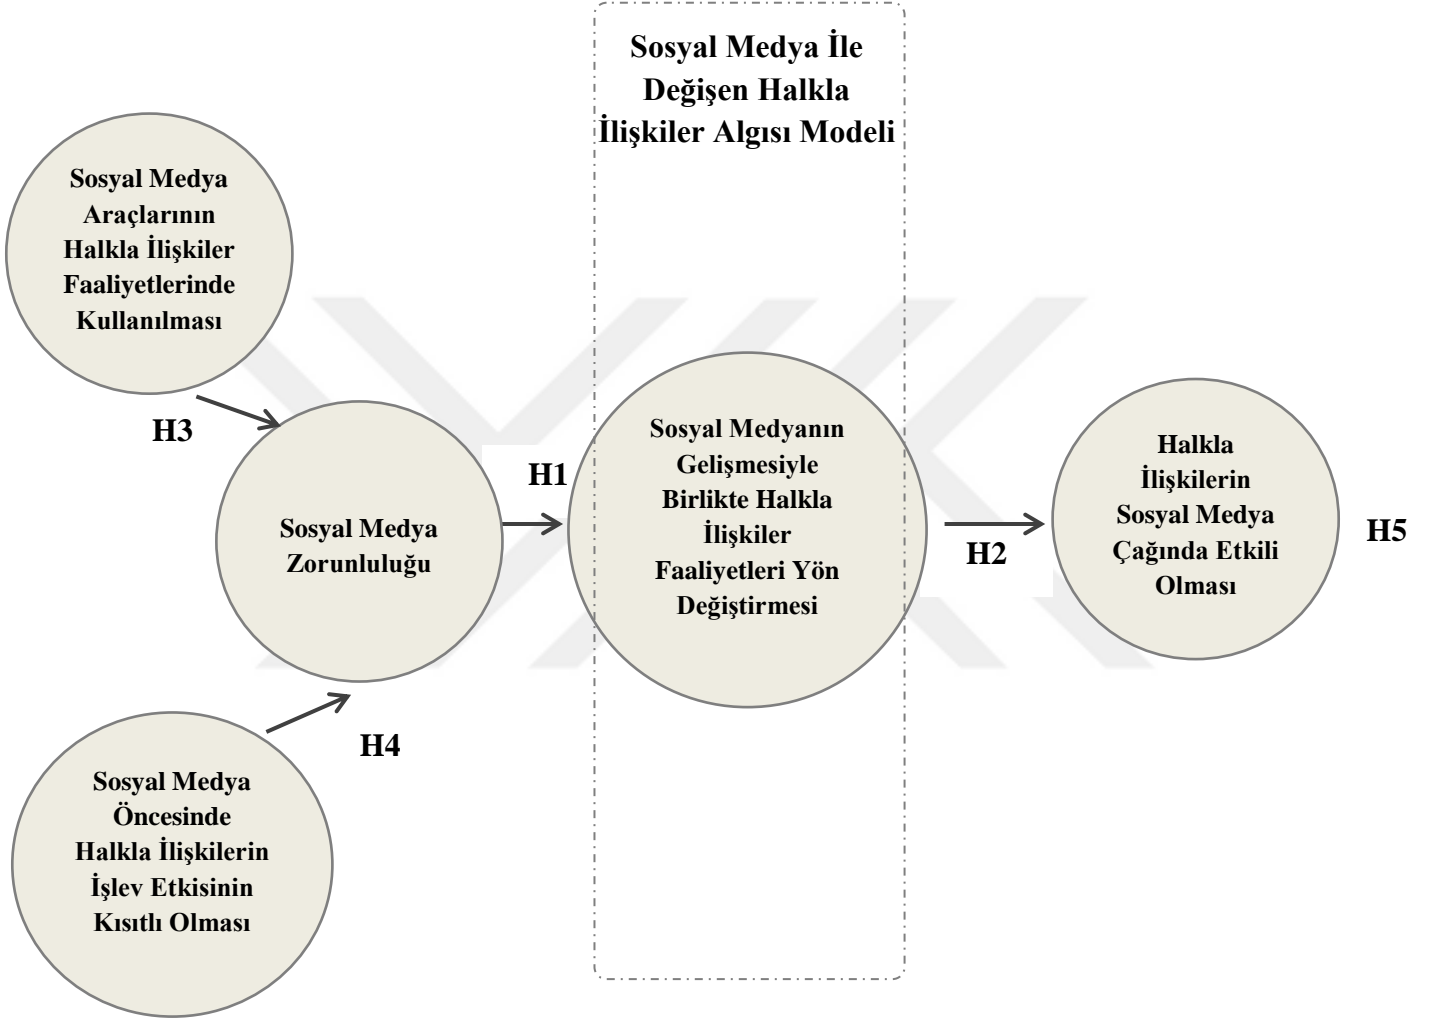 Sosyal Medya İle
Değişen Halkla
İlişkiler Algısı Modeli
Sosyal Medya
Araçlarının
Halkla İlişkiler
Faaliyetlerinde
Kullanılması
H3
Sosyal Medya
Zorunluluğu
H1
Sosyal Medyanın
Gelişmesiyle
Birlikte Halkla
İlişkiler
Faaliyetleri Yön
Değiştirmesi
H2
Halkla
İlişkilerin
Sosyal Medya
Çağında Etkili
Olması
H5
H4
Sosyal Medya
Öncesinde
Halkla İlişkilerin
İşlev Etkisinin
Kısıtlı Olması